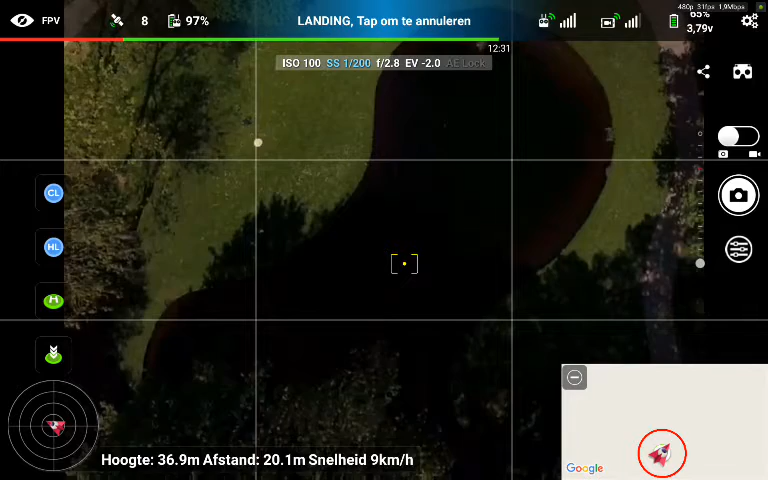 480p 31fps 1,9Mbps
FPV 8 97% LANDING, Tap om te annuleren 65%
3,79v
12:31
ISO 100 SS 1/200 f/2.8 EV -2.0 AE Lock
CL
HL
H
Hoogte: 36.9m Afstand: 20.1m Snelheid 9km/h
Google